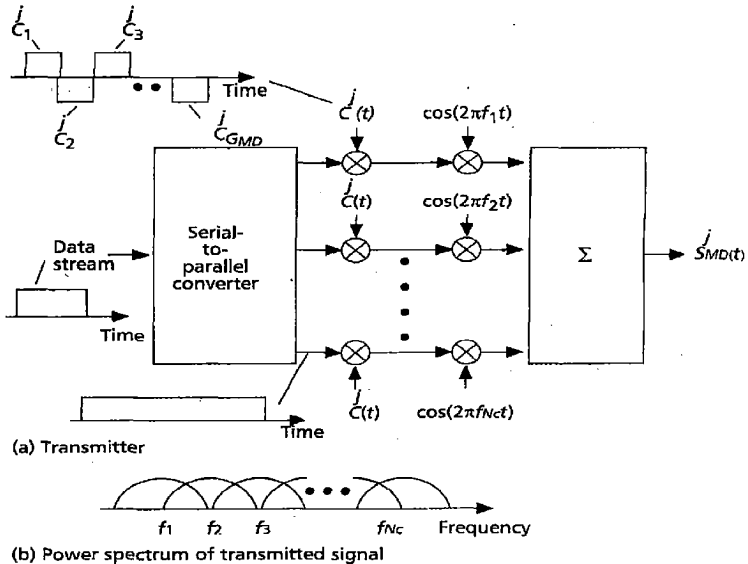 j
C1
j
C3
Time
j
C2
j
CGMD
j
C(t)
cos(2πf1t)
j
C(t)
cos(2πf2t)
Data
stream
Serial-
to-
parallel
converter
Σ
j
SMD(t)
Time
j
C(t)
cos(2πfNct)
Time
(a) Transmitter
f1 f2 f3 fNc Frequency
(b) Power spectrum of transmitted signal